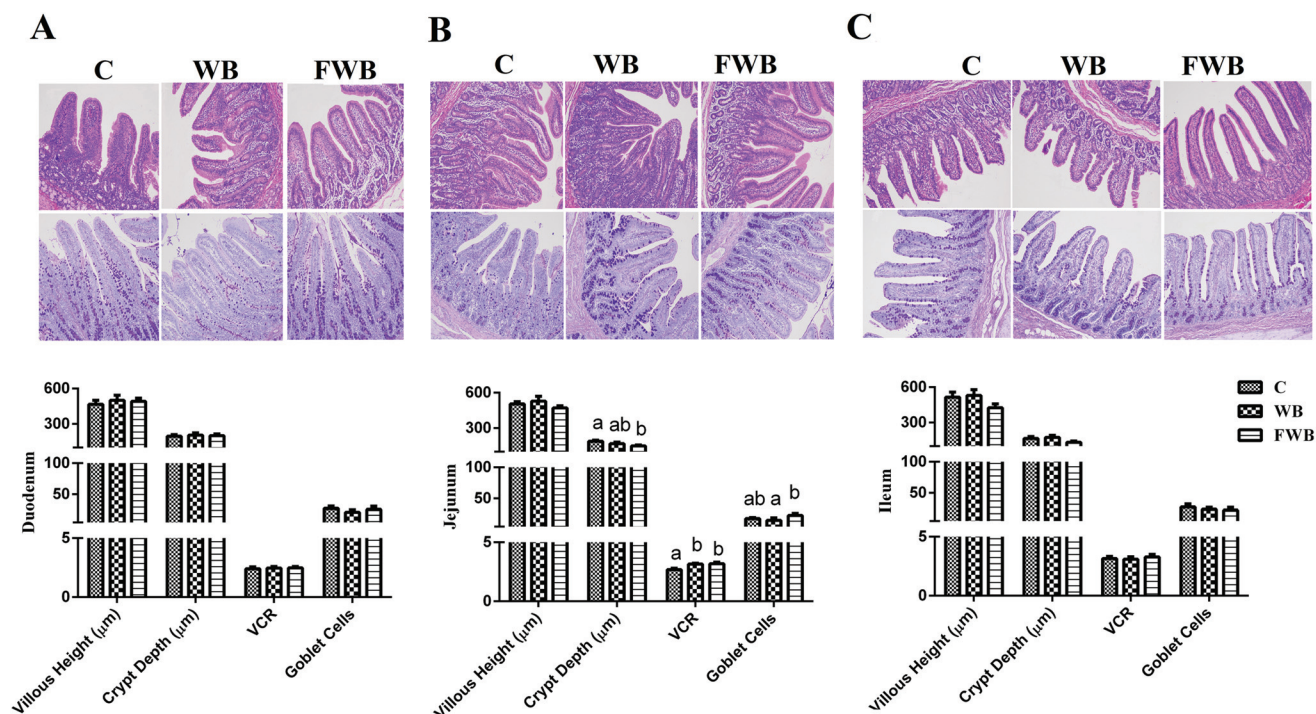 A
B
C
C WB FWB
C WB FWB
C WB FWB
Duodenum
600
300
100
50
5
0
Villous Height (μm)
Crypt Depth (μm)
VCR
Goblet Cells
Jejunum
600
300
100
50
5
0
a ab b
a b b
ab a b
Villous Height (μm)
Crypt Depth (μm)
VCR
Goblet Cells
Ileum
600
300
100
50
5
0
Villous Height (μm)
Crypt Depth (μm)
VCR
Goblet Cells
C
WB
FWB